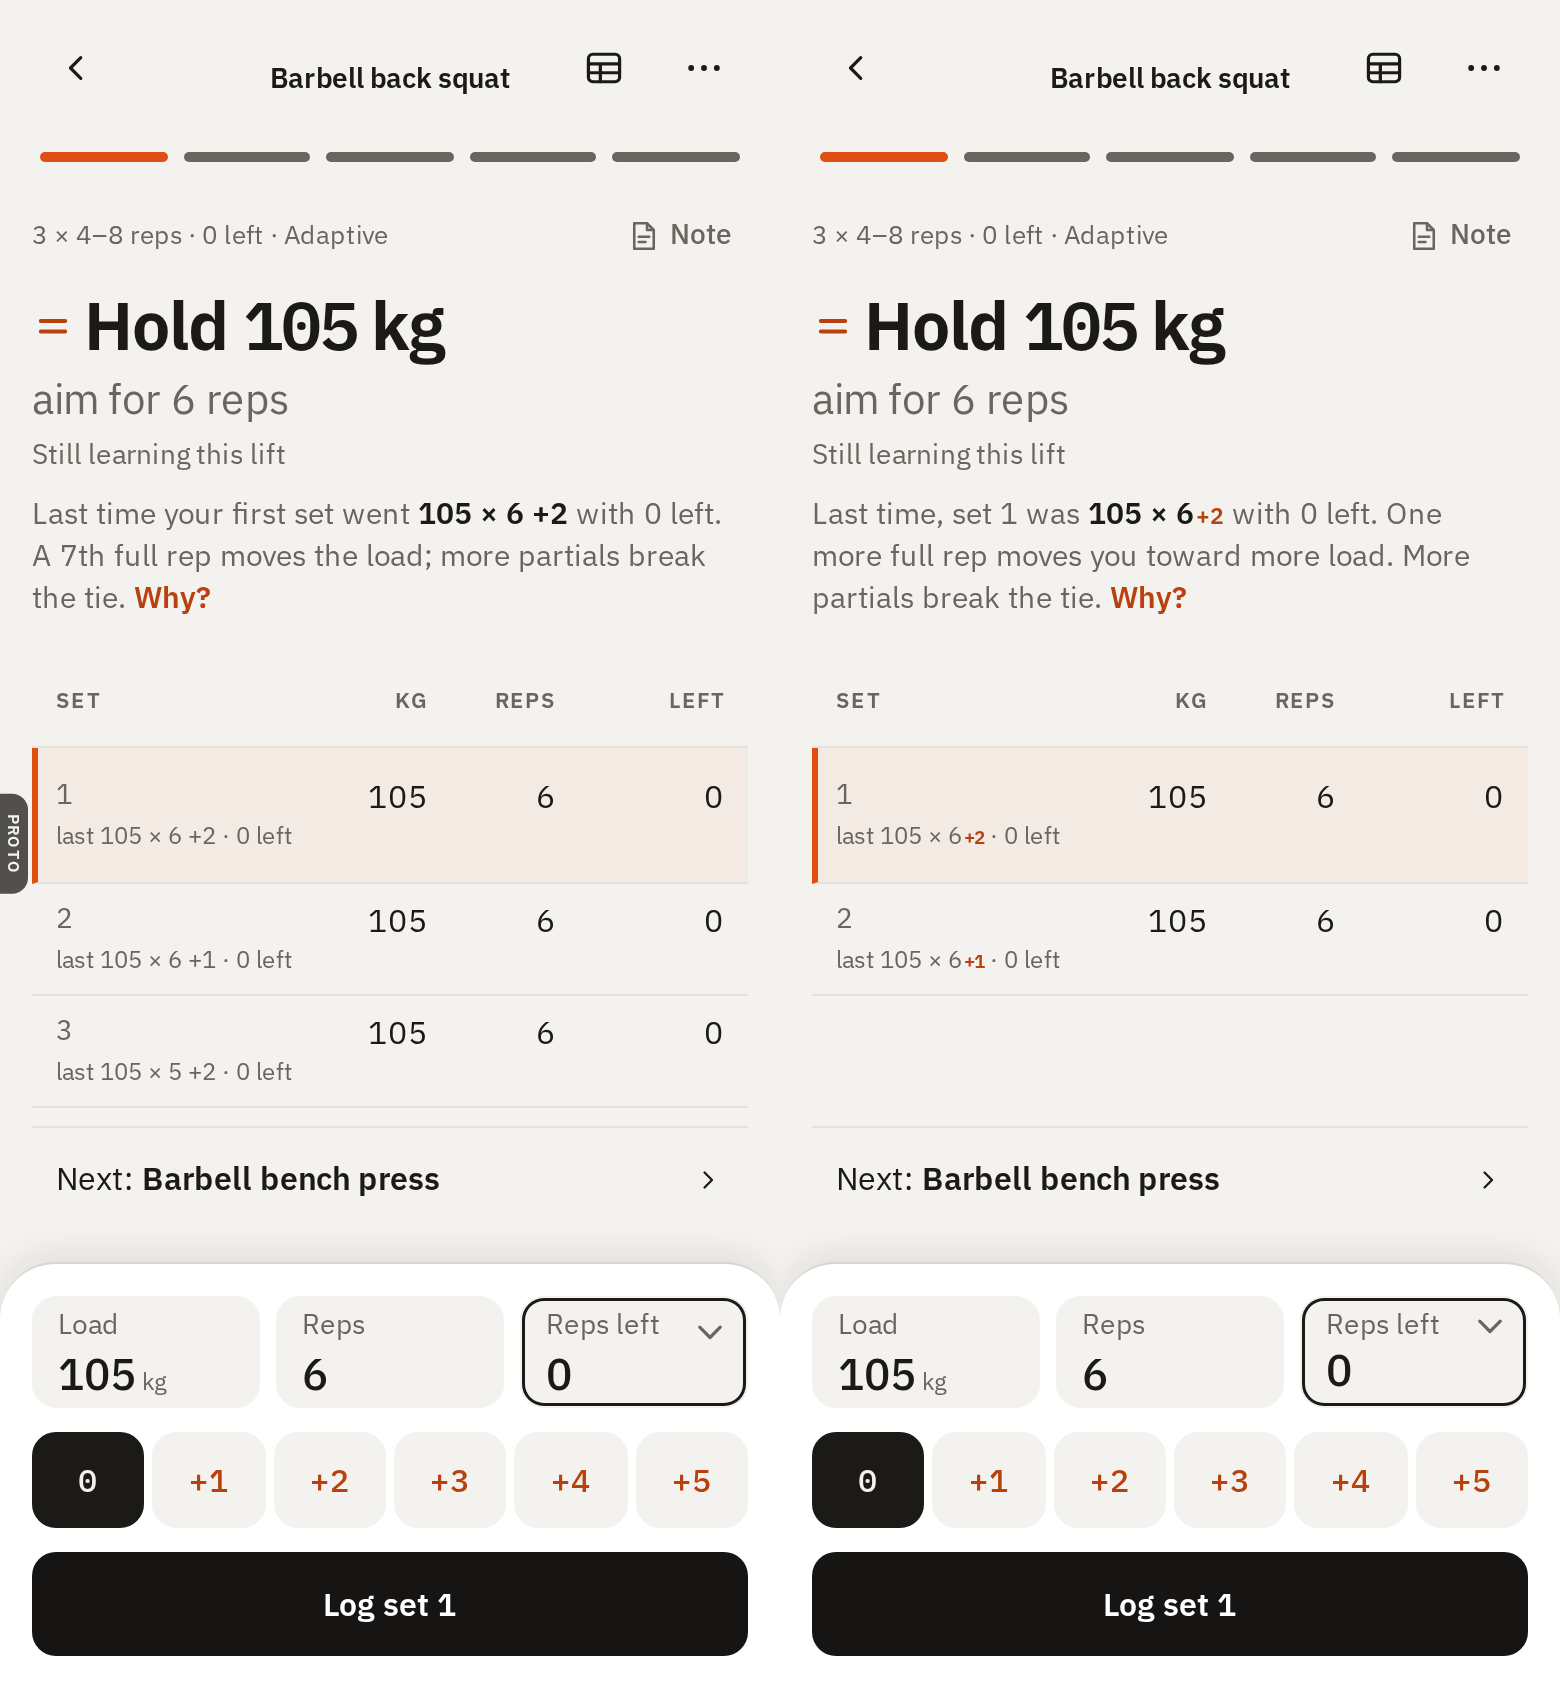 Barbell back squat
3 × 4–8 reps · 0 left · Adaptive
Note
= Hold 105 kg
aim for 6 reps
Still learning this lift
Last time your first set went 105 × 6 +2 with 0 left.
A 7th full rep moves the load; more partials break
the tie. Why?
SET KG REPS LEFT
1 105 6 0
last 105 × 6 +2 · 0 left
PROTO
2 105 6 0
last 105 × 6 +1 · 0 left
3 105 6 0
last 105 × 5 +2 · 0 left
Next: Barbell bench press
Load Reps Reps left
105 kg 6 0
0 +1 +2 +3 +4 +5
Log set 1
Barbell back squat
3 × 4–8 reps · 0 left · Adaptive
Note
= Hold 105 kg
aim for 6 reps
Still learning this lift
Last time, set 1 was 105 × 6+2 with 0 left. One
more full rep moves you toward more load. More
partials break the tie. Why?
SET KG REPS LEFT
1 105 6 0
last 105 × 6+2 · 0 left
2 105 6 0
last 105 × 6+1 · 0 left
Next: Barbell bench press
Load Reps Reps left
105 kg 6 0
0 +1 +2 +3 +4 +5
Log set 1